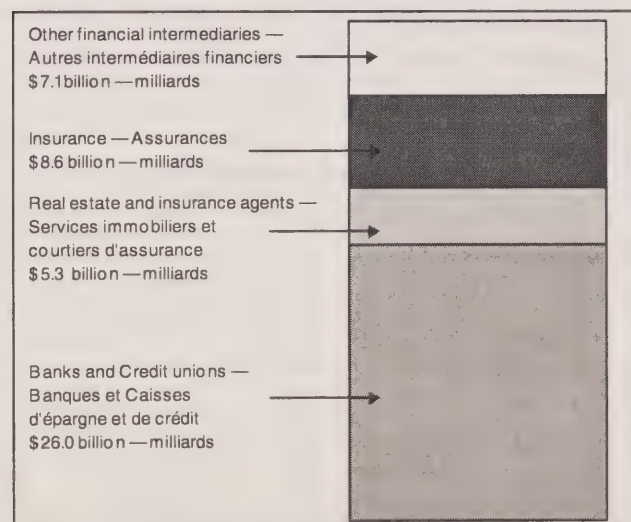 Other financial intermediaries —
Autres intermédiaires financiers
$7.1billion — milliards
Insurance — Assurances
$8.6 billion — milliards
Real estate and insurance agents —
Services immobiliers et
courtiers d'assurance
$5.3 billion — milliards
Banks and Credit unions —
Banques et Caisses
d'épargne et de crédit
$26.0 billion — milliards